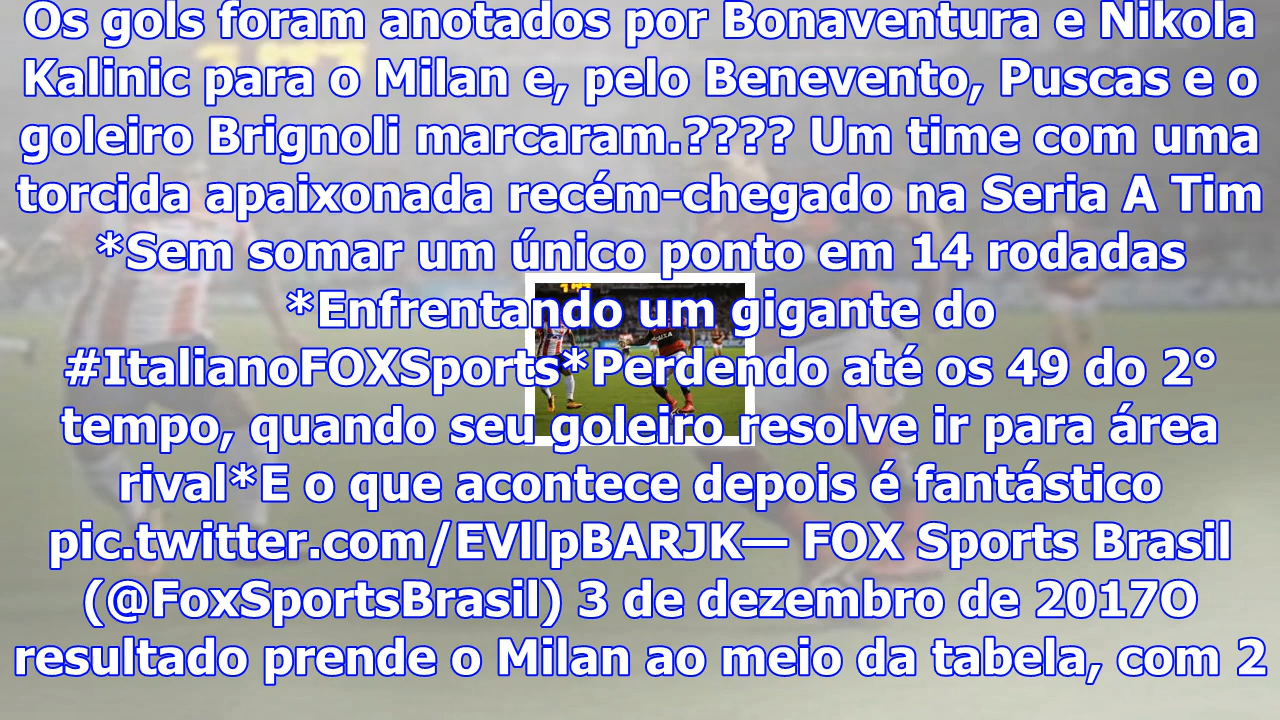 Os gols foram anotados por Bonaventura e Nikola
Kalinic para o Milan e, pelo Benevento, Puscas e o
goleiro Brignoli marcaram.???? Um time com uma
torcida apaixonada recém-chegado na Seria A Tim
*Sem somar um único ponto em 14 rodadas
*Enfrentando um gigante do
#ItalianoFOXSports*Perdendo até os 49 do 2°
tempo, quando seu goleiro resolve ir para área
rival*E o que acontece depois é fantástico
pic.twitter.com/EVllpBARJK— FOX Sports Brasil
(@FoxSportsBrasil) 3 de dezembro de 2017O
resultado prende o Milan ao meio da tabela, com 2